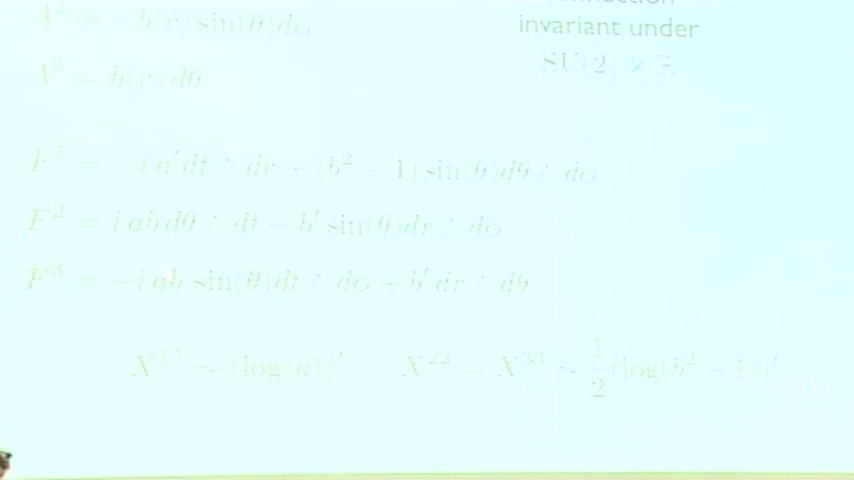 A² = -b(r) sin(θ)dφ
invariant under
SU(2) × ℝ
A³ = b(r) dθ
F¹ = -i a′dt ∧ dr + (b² - 1) sin(θ)dθ ∧ dφ
F² = i ab dθ ∧ dt - b′ sin(θ)dr ∧ dφ
F³ = -i ab sin(θ)dt ∧ dφ + b′ dr ∧ dθ
X¹¹ ~ (log(a))′ X²² = X³³ ~ 1/2 (log(b² - 1))′